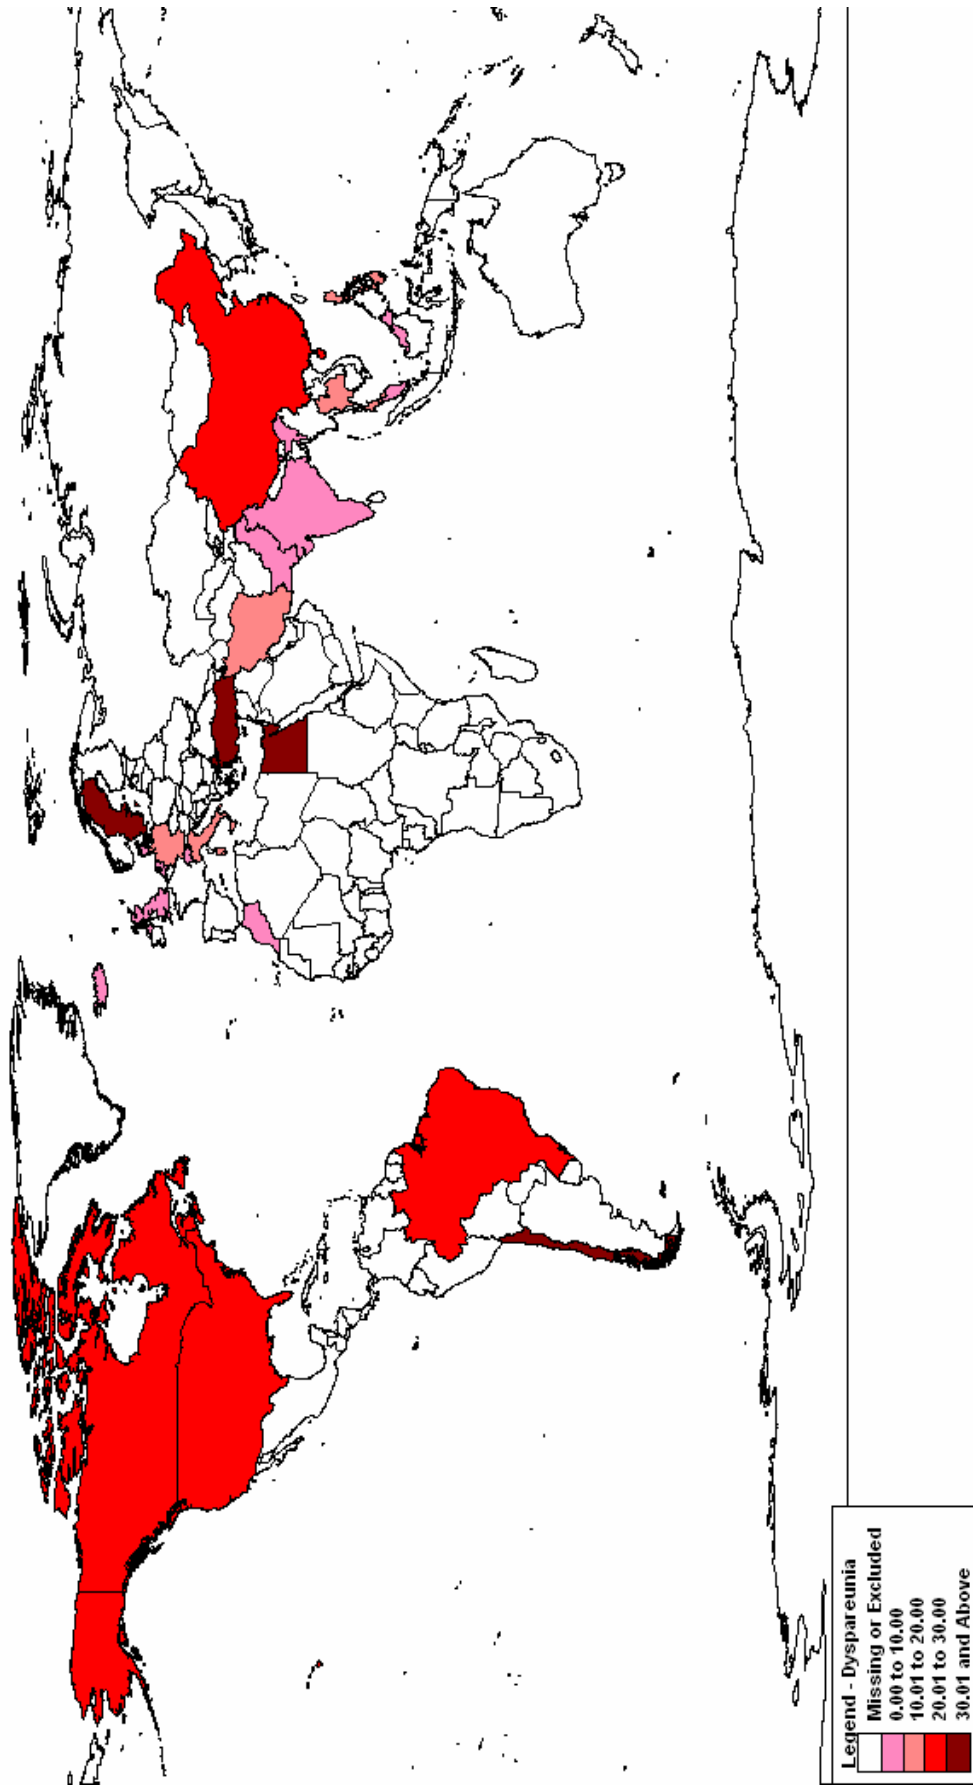 Legend - Dyspareunia
Missing or Excluded
0.00 to 10.00
10.01 to 20.00
20.01 to 30.00
30.01 and Above